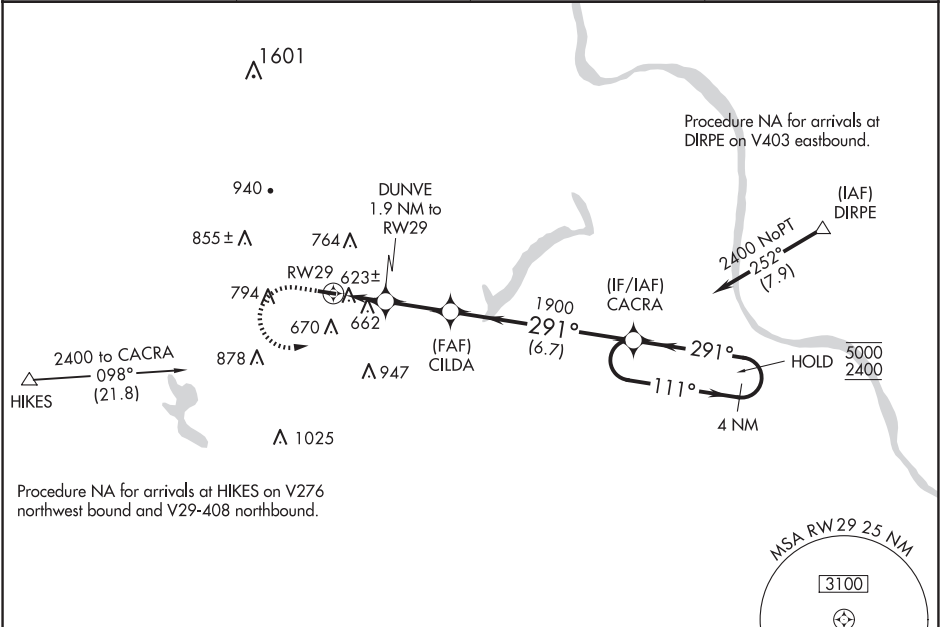 1601
Procedure NA for arrivals at
DIRPE on V403 eastbound.
940
DUNVE
1.9 NM to
RW29
(IAF)
DIRPE
855±
764
2400 NoPT
252°
(7.9)
RW29
623±
794
(IF/IAF)
CACRA
1900
291°
(6.7)
670
662
(FAF)
CILDA
291°
HOLD
5000
2400
2400 to CACRA
098°
(21.8)
HIKES
878
947
111°
4 NM
1025
Procedure NA for arrivals at HIKES on V276
northwest bound and V29-408 northbound.
MSA RW29 25 NM
3100